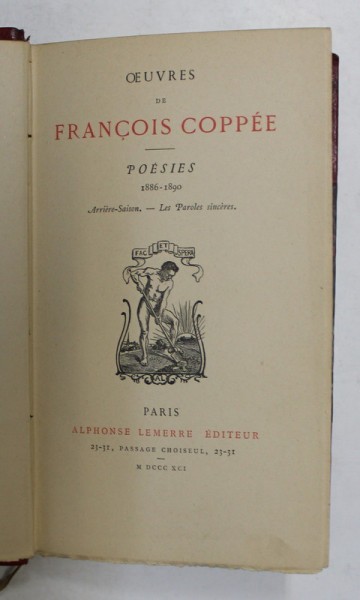 ŒUVRES
DE
FRANÇOIS COPPÉE
POÉSIES
1886-1890
Arrière-Saison. — Les Paroles sincères.
FAC ET SPERA
AL
PARIS
ALPHONSE LEMERRE ÉDITEUR
23-31, PASSAGE CHOISEUL, 23-31
M DCCC XCI